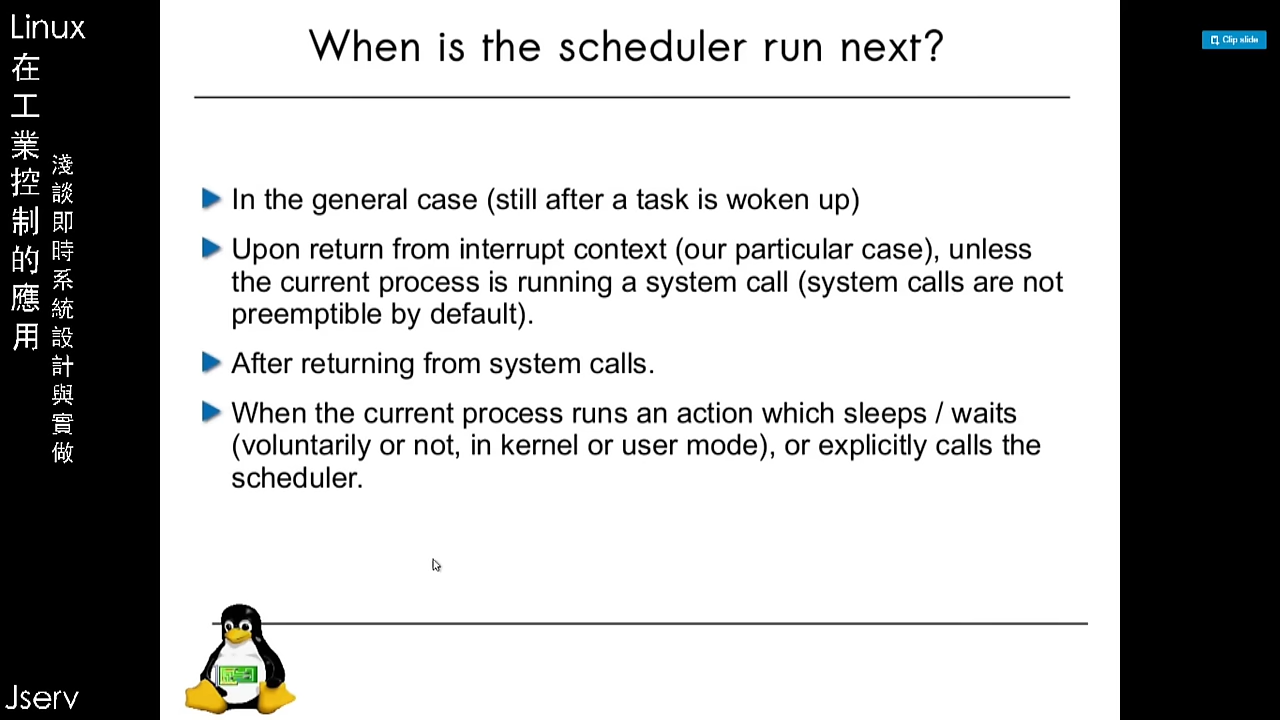 Linux
在工業控制的應用
淺談即時系統設計與實做
Jserv
When is the scheduler run next?
In the general case (still after a task is woken up)
Upon return from interrupt context (our particular case), unless
the current process is running a system call (system calls are not
preemptible by default).
After returning from system calls.
When the current process runs an action which sleeps / waits
(voluntarily or not, in kernel or user mode), or explicitly calls the
scheduler.
Clip slide